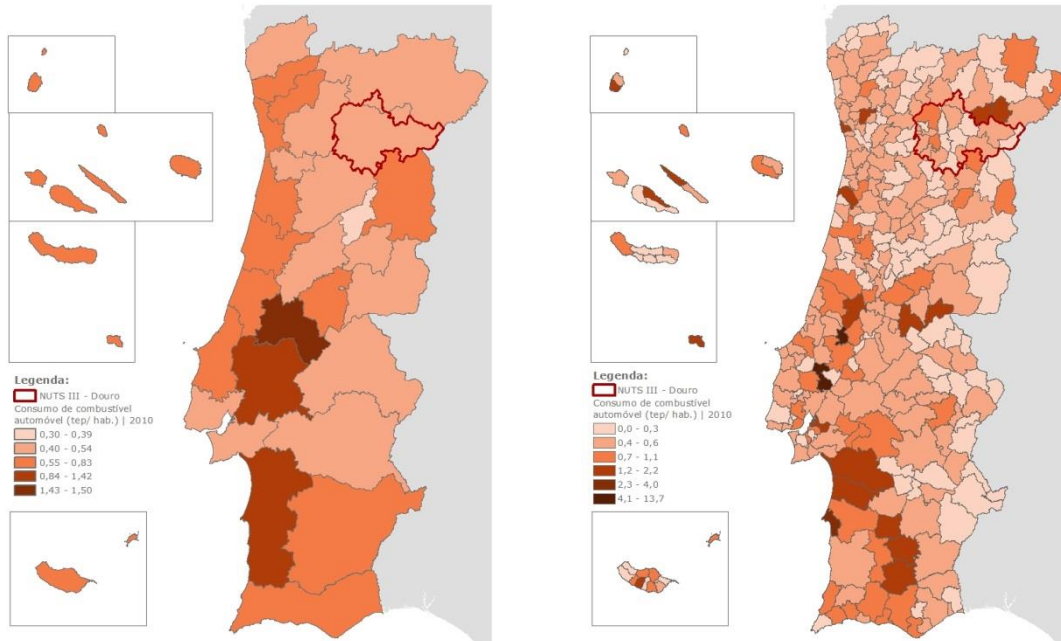 Legenda:
NUTS III - Douro
Consumo de combustível
automóvel (tep/ hab.) | 2010
0,30 - 0,39
0,40 - 0,54
0,55 - 0,83
0,84 - 1,42
1,43 - 1,50
Legenda:
NUTS III - Douro
Consumo de combustível
automóvel (tep/ hab.) | 2010
0,0 - 0,3
0,4 - 0,6
0,7 - 1,1
1,2 - 2,2
2,3 - 4,0
4,1 - 13,7